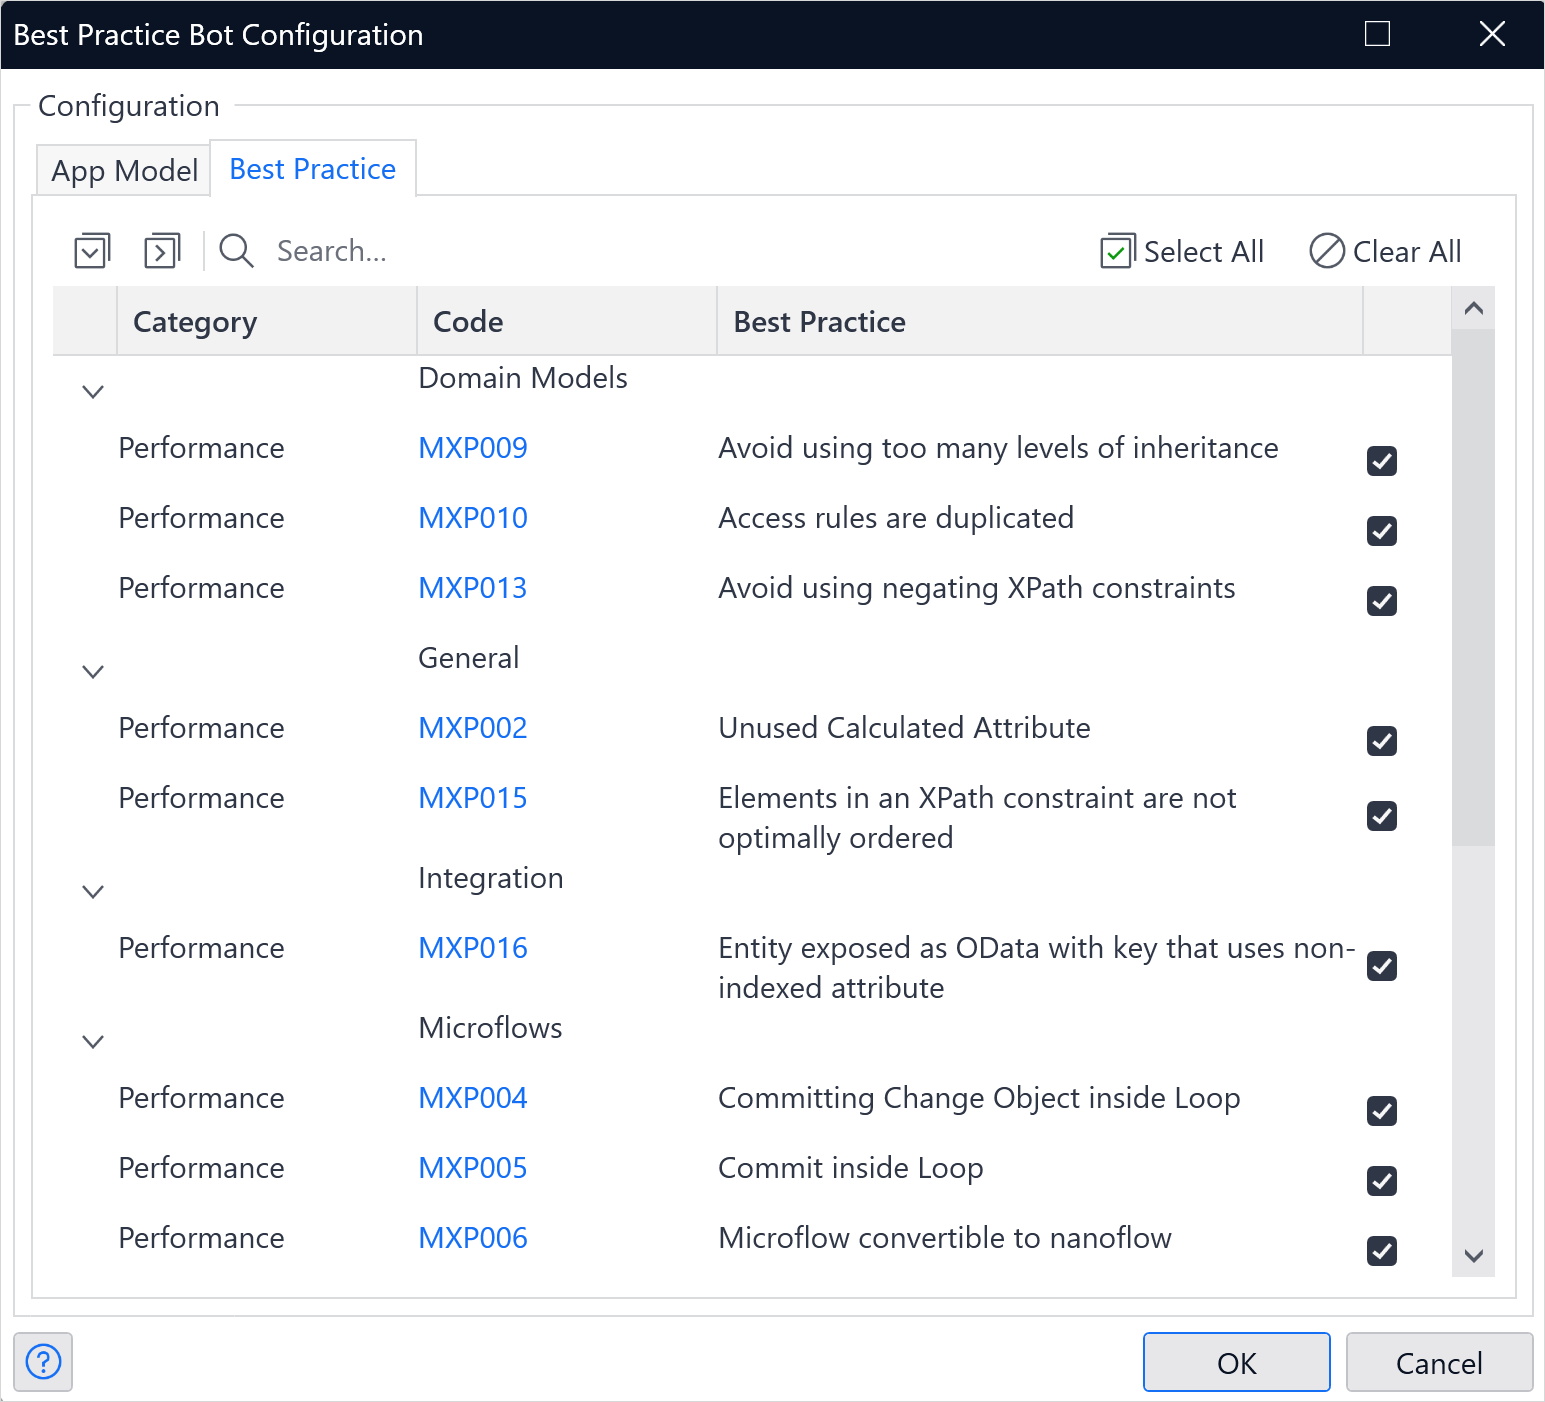 Best Practice Bot Configuration
Configuration
App Model
Best Practice
Search...
Select All
Clear All
Category
Code
Best Practice
Domain Models
Performance MXP009 Avoid using too many levels of inheritance
Performance MXP010 Access rules are duplicated
Performance MXP013 Avoid using negating XPath constraints
General
Performance MXP002 Unused Calculated Attribute
Performance MXP015 Elements in an XPath constraint are not
optimally ordered
Integration
Performance MXP016 Entity exposed as OData with key that uses non-
indexed attribute
Microflows
Performance MXP004 Committing Change Object inside Loop
Performance MXP005 Commit inside Loop
Performance MXP006 Microflow convertible to nanoflow
?
OK
Cancel